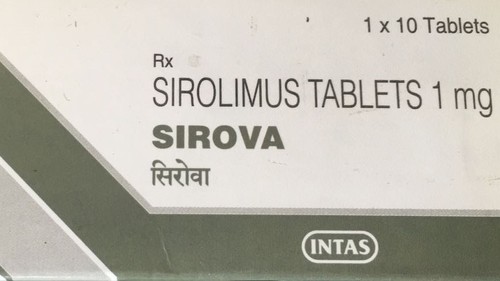 1 x 10 Tablets
Rx
SIROLIMUS TABLETS 1 mg
SIROVA
सिरोवा
INTAS